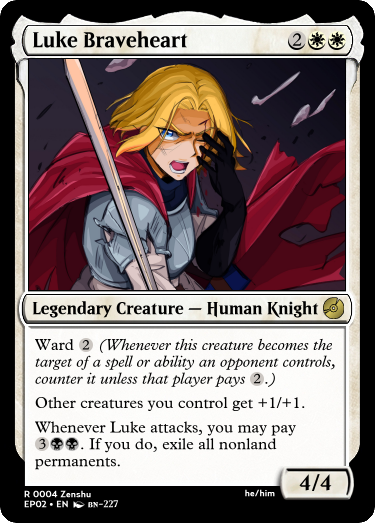 Luke Braveheart 2
Legendary Creature — Human Knight
Ward 2 (Whenever this creature becomes the
target of a spell or ability an opponent controls,
counter it unless that player pays 2.)
Other creatures you control get +1/+1.
Whenever Luke attacks, you may pay
3. If you do, exile all nonland
permanents.
4/4
R 0004 Zenshu he/him
EP02 • EN BN-227